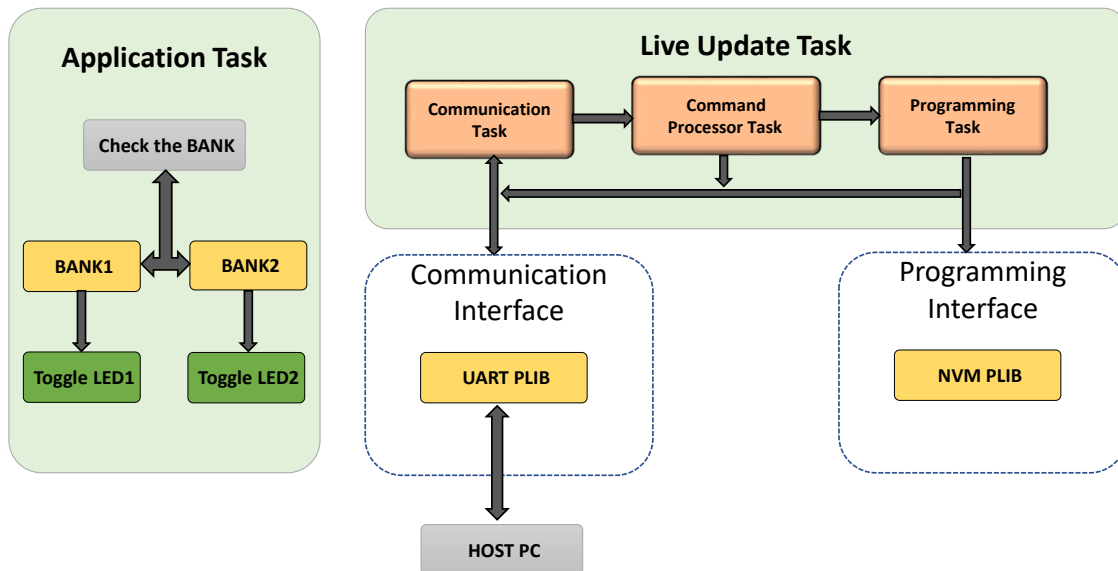 Application Task
Check the BANK
BANK1
BANK2
Toggle LED1
Toggle LED2
Live Update Task
Communication
Task
Command
Processor Task
Programming
Task
Communication
Interface
UART PLIB
HOST PC
Programming
Interface
NVM PLIB